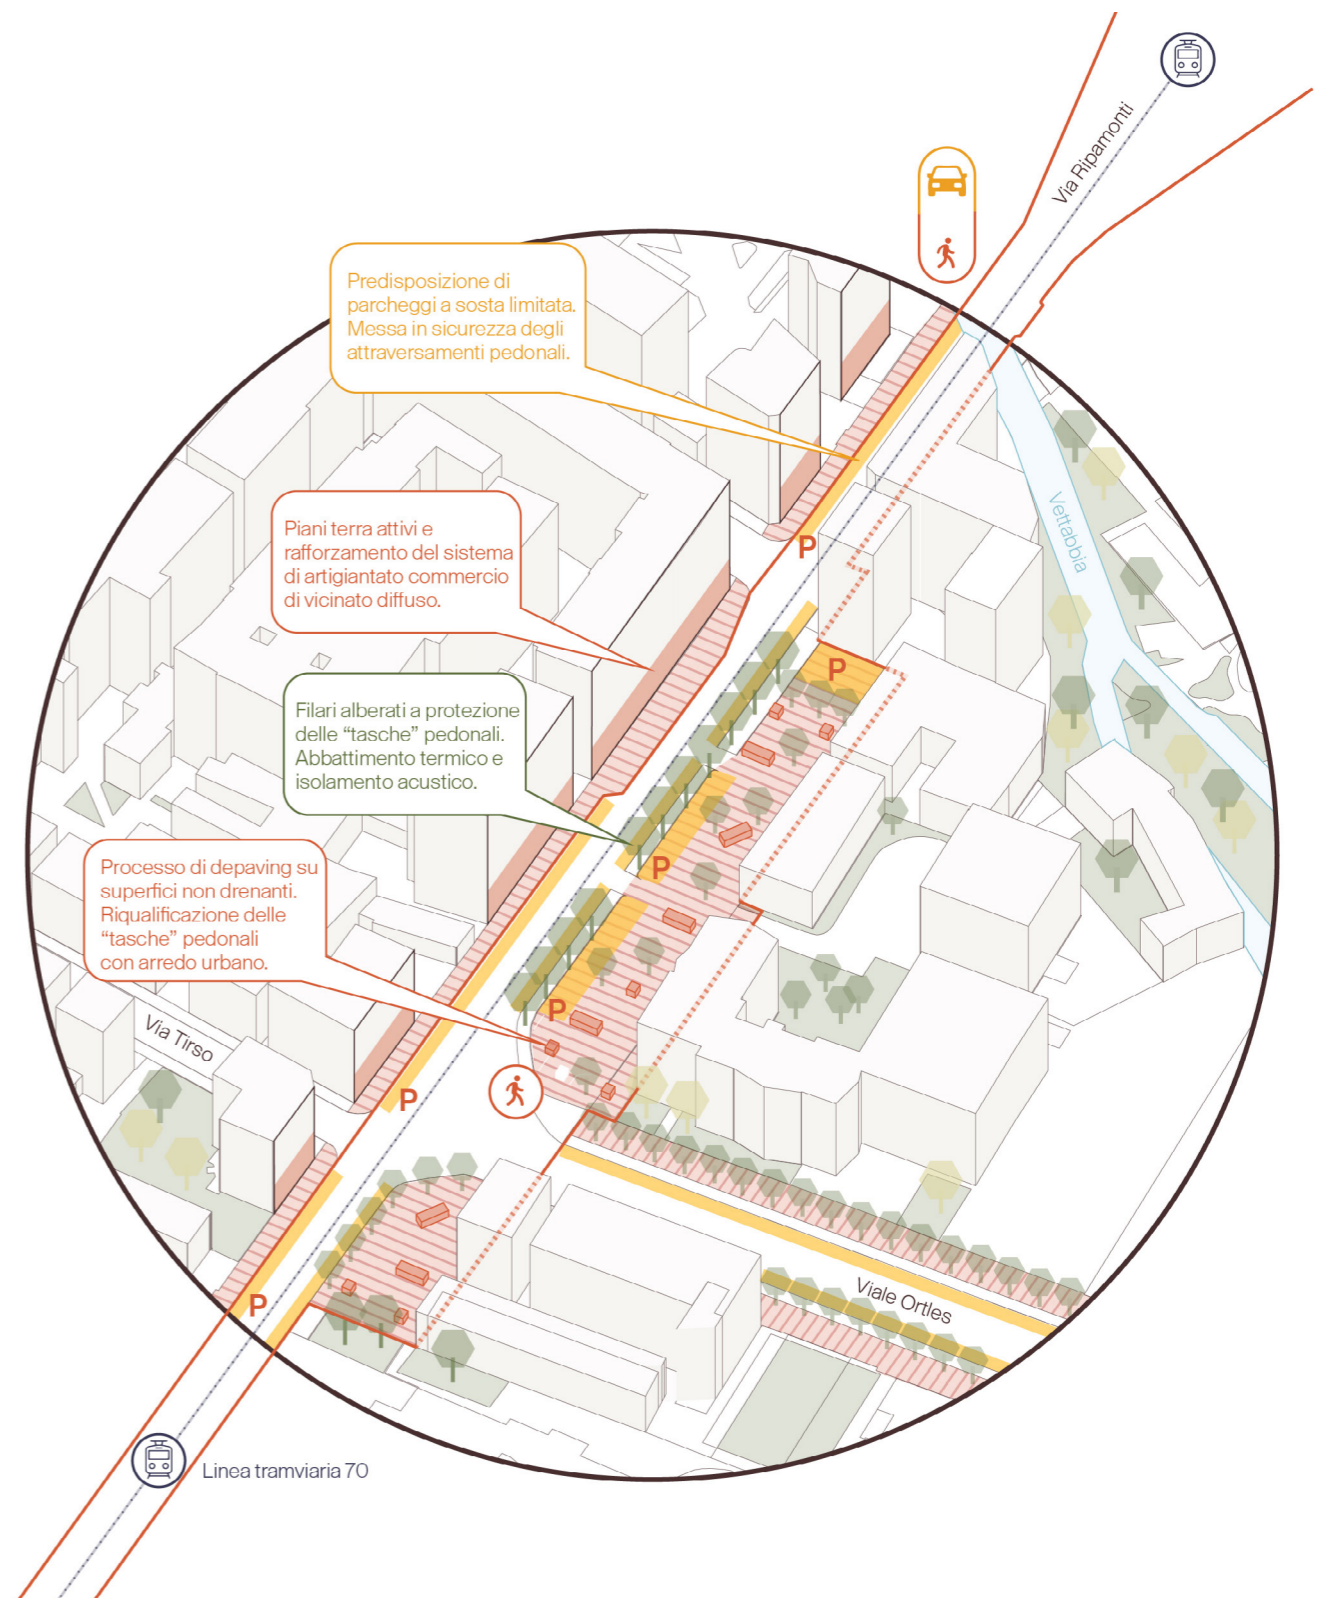 Via Ripamonti
Predisposizione di
parcheggi a sosta limitata.
Messa in sicurezza degli
attraversamenti pedonali.
Piani terra attivi e
rafforzamento del sistema
di artigiantato commercio
di vicinato diffuso.
Vettabbia
P
P
Filari alberati a protezione
delle “tasche” pedonali.
Abbattimento termico e
isolamento acustico.
P
Processo di depaving su
superfici non drenanti.
Riqualificazione delle
“tasche” pedonali
con arredo urbano.
P
Via Tirso
P
Viale Ortles
P
Linea tramviaria 70